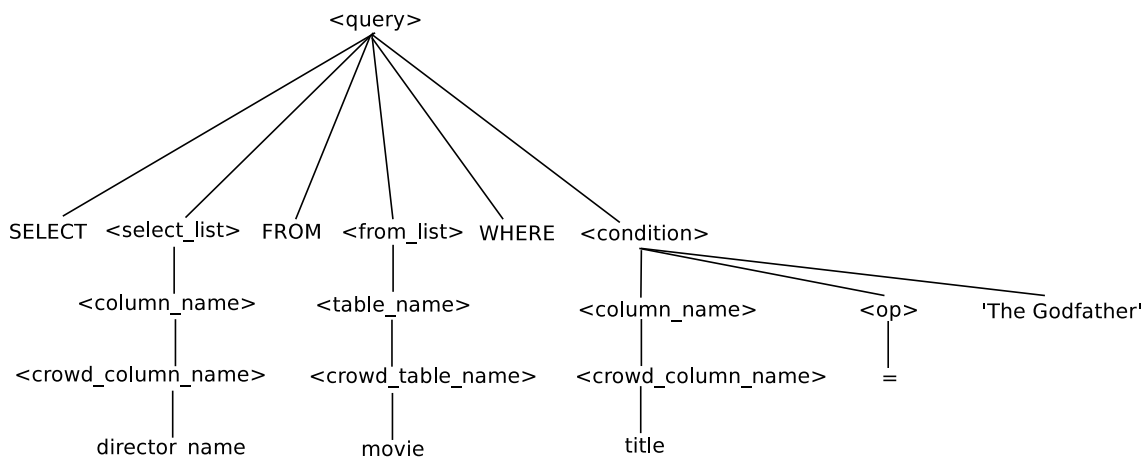 <query>
SELECT <select_list> FROM <from_list> WHERE <condition>
<column_name> <table_name> <column_name> <op> 'The Godfather'
<crowd_column_name> <crowd_table_name> <crowd_column_name> =
director_name movie title